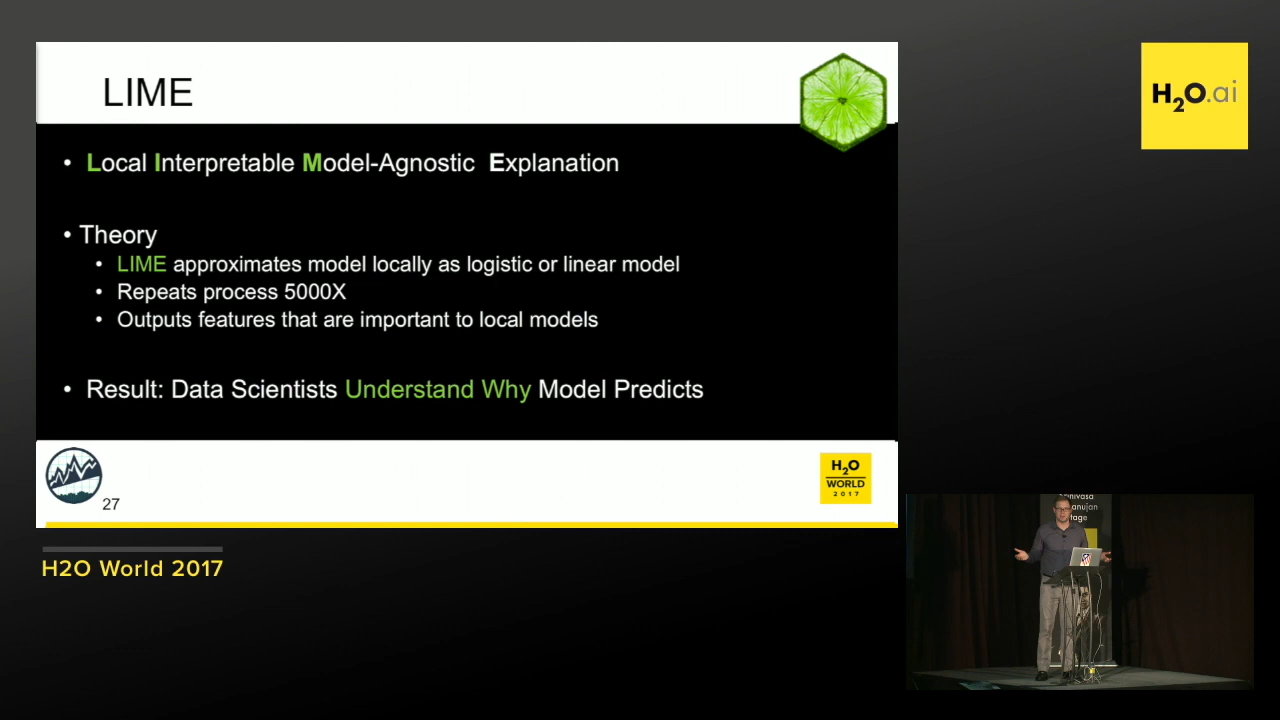 LIME
• Local Interpretable Model-Agnostic Explanation
• Theory
• LIME approximates model locally as logistic or linear model
• Repeats process 5000X
• Outputs features that are important to local models
• Result: Data Scientists Understand Why Model Predicts
27
H2O
WORLD
2017
H2O.ai
H2O World 2017